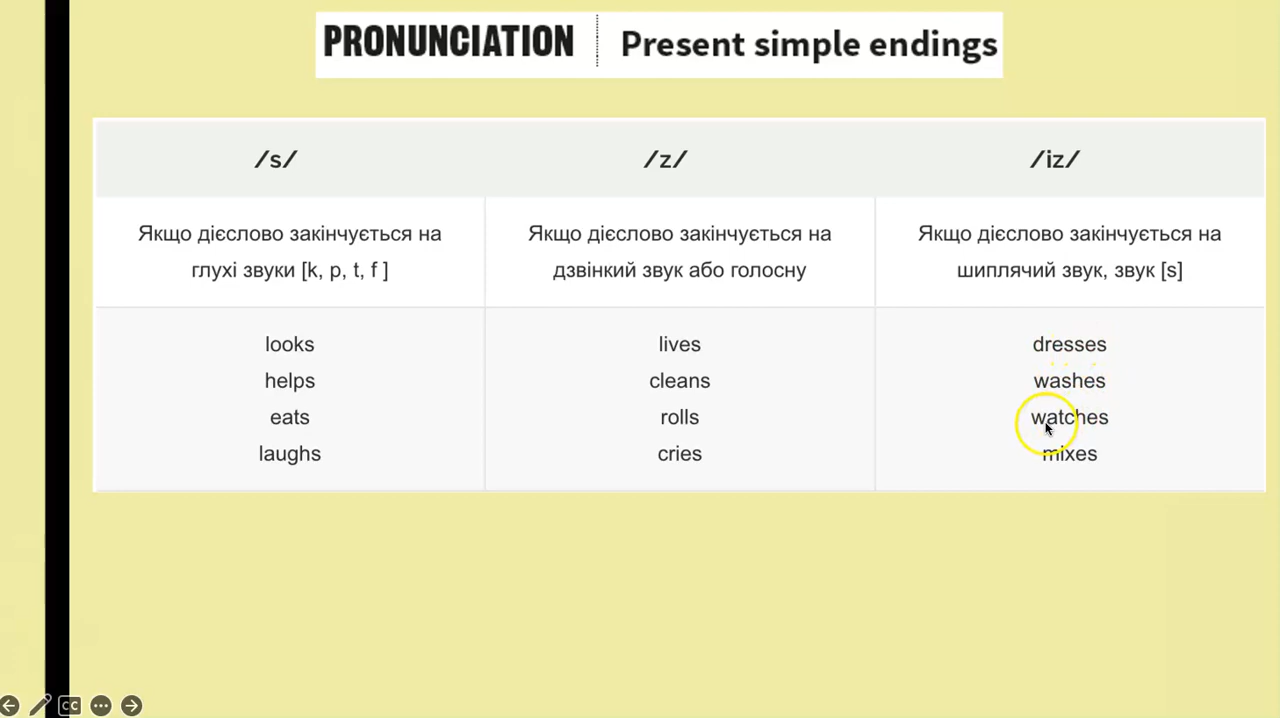 PRONUNCIATION Present simple endings
/s/ /z/ /iz/
Якщо дієслово закінчується на
глухі звуки [k, p, t, f ]
Якщо дієслово закінчується на
дзвінкий звук або голосну
Якщо дієслово закінчується на
шиплячий звук, звук [s]
looks
helps
eats
laughs
lives
cleans
rolls
cries
dresses
washes
watches
mixes
CC